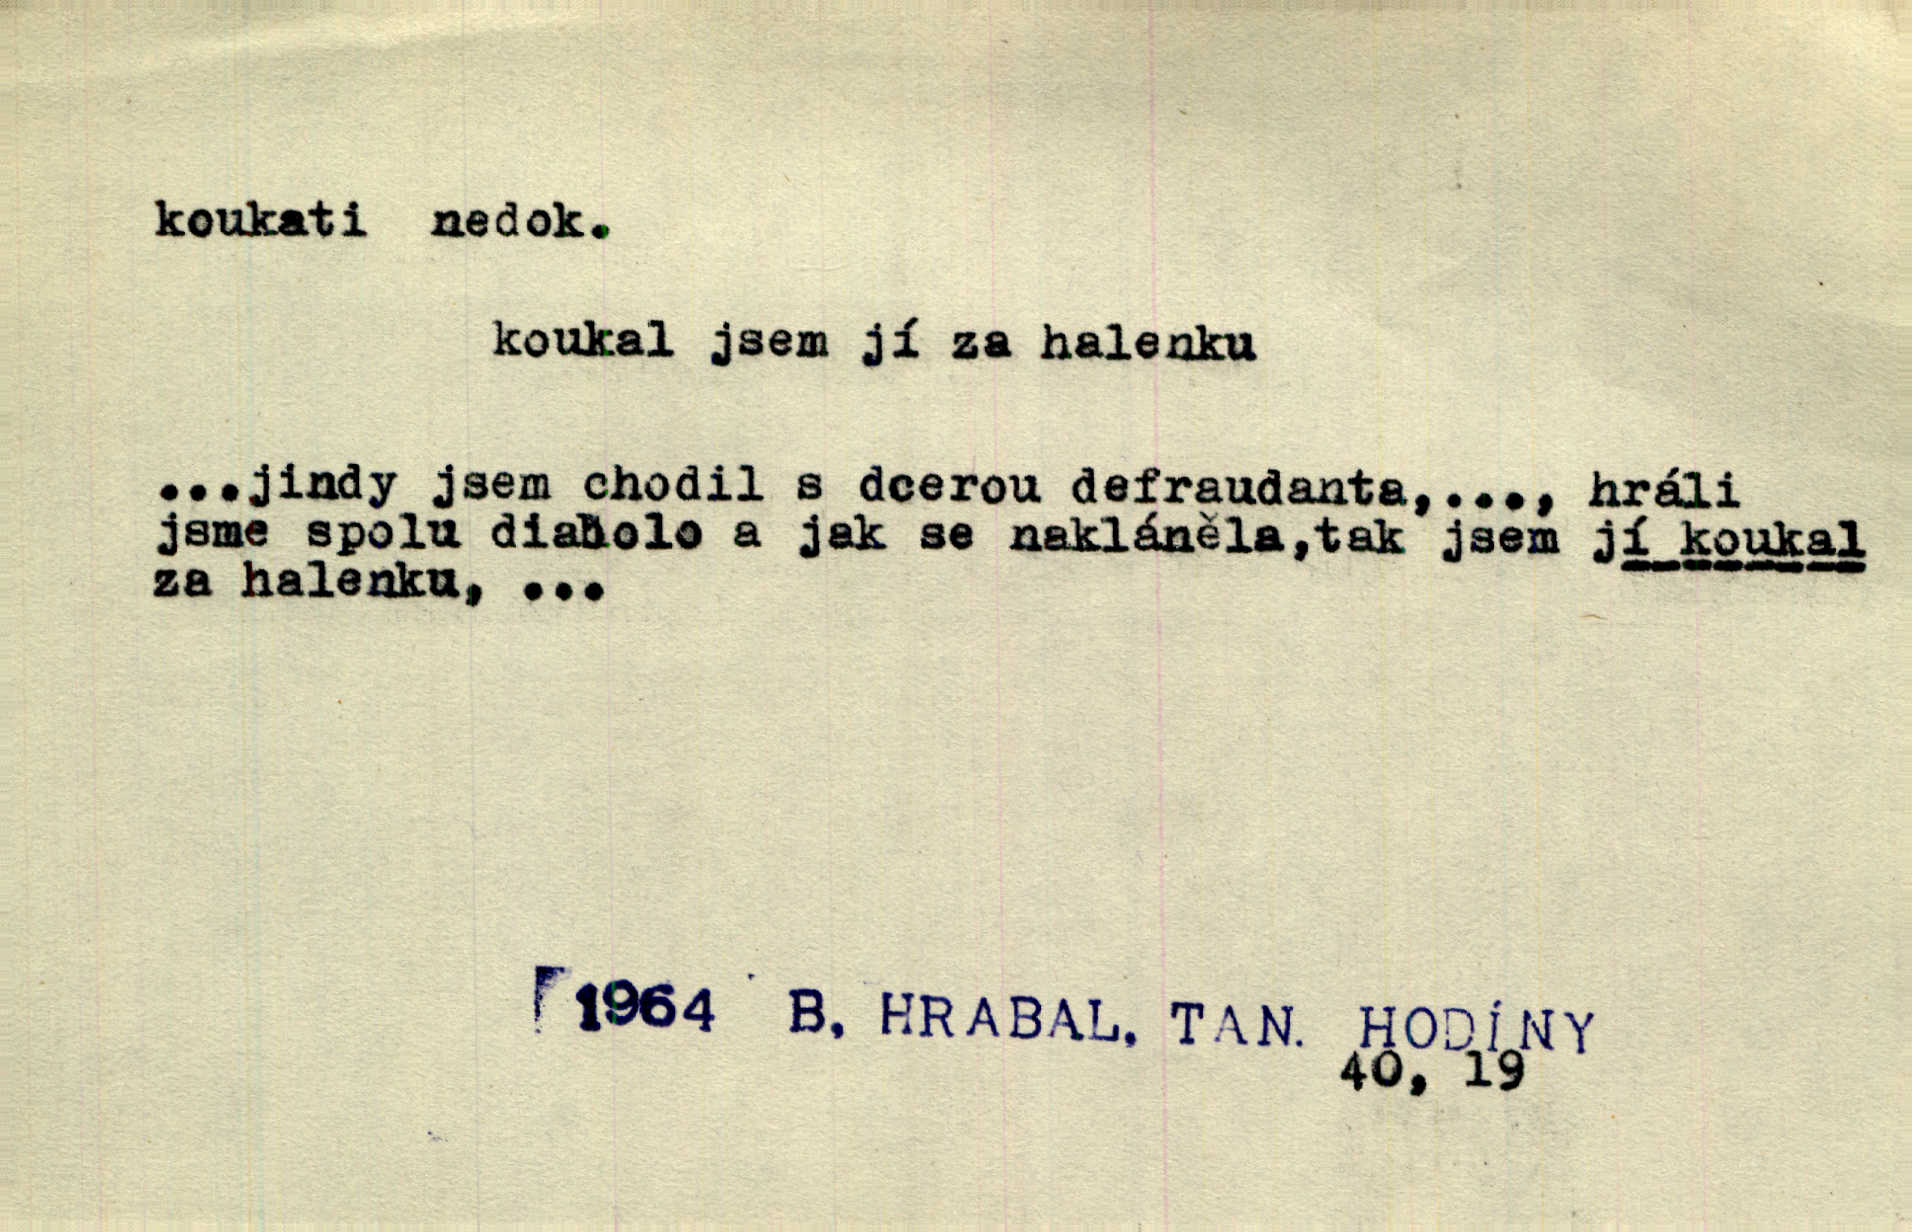 koukati nedok.
koukal jsem jí za halenku
...jindy jsem chodil s dcerou defraudanta,..., hráli
jsme spolu diabolo a jak se nakláněla,tak jsem jí koukal
za halenku, ...
1964 B. HRABAL, TAN. HODINY
40, 19